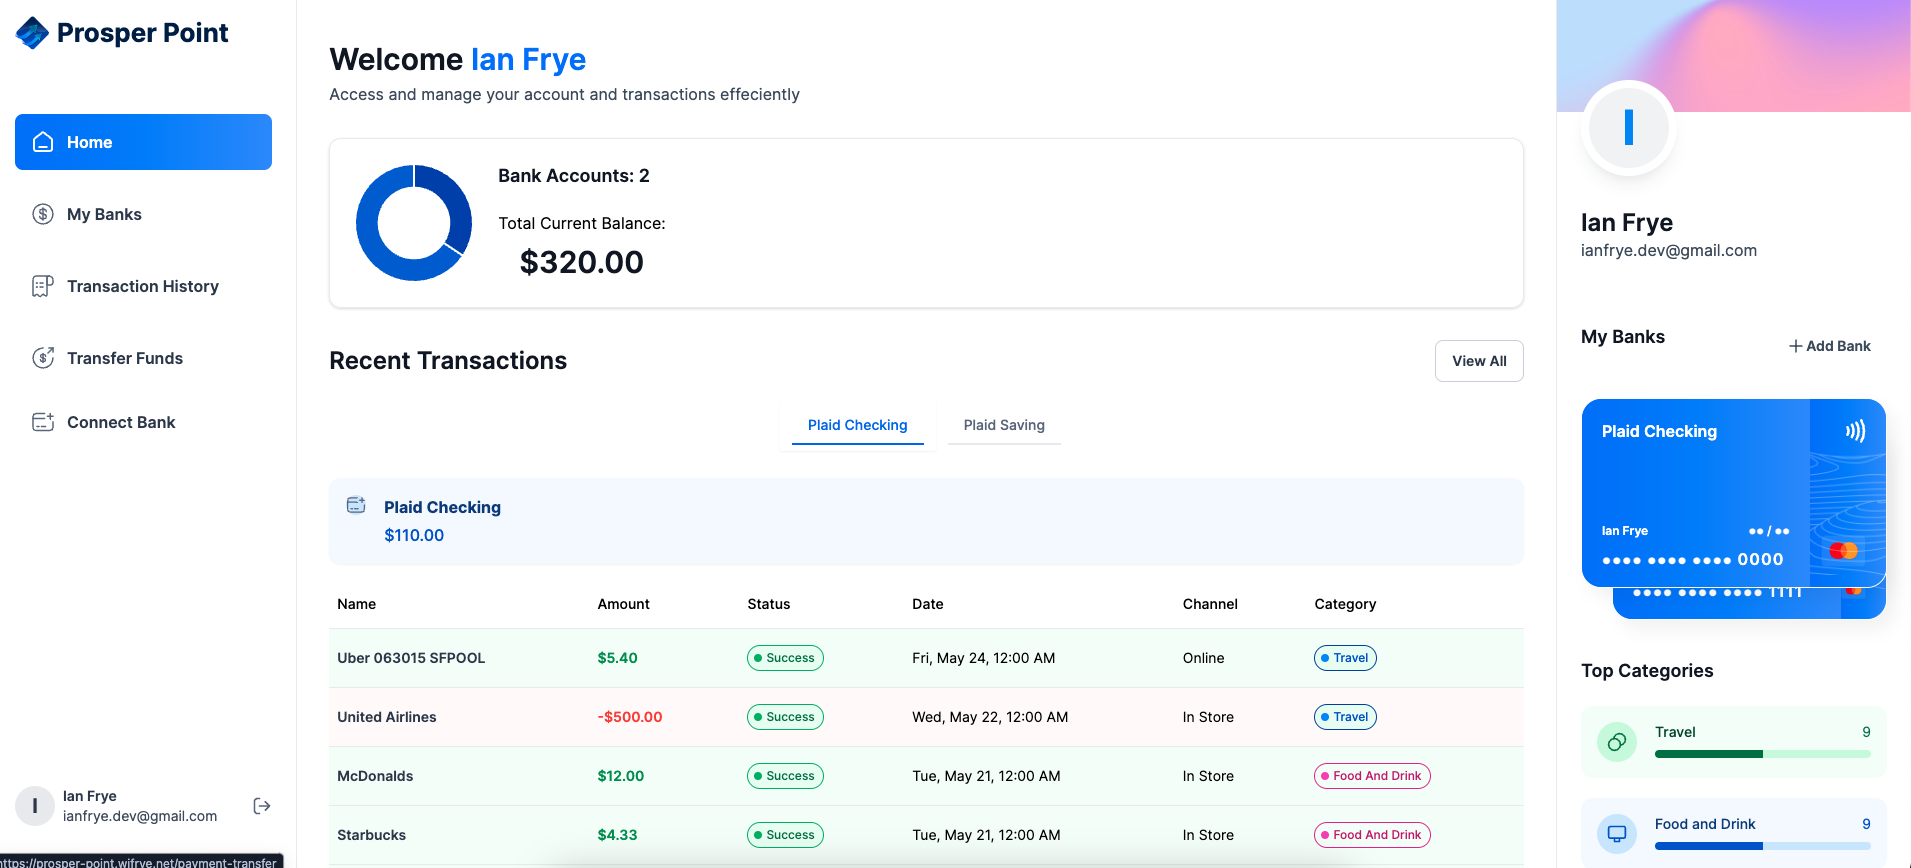 Prosper Point
Home
My Banks
Transaction History
Transfer Funds
Connect Bank
I
Ian Frye
ianfrye.dev@gmail.com
https://prosper-point.wifrye.net/payment-transfer
Welcome Ian Frye
Access and manage your account and transactions effeciently
Bank Accounts: 2
Total Current Balance:
$320.00
Recent Transactions
View All
Plaid Checking Plaid Saving
Plaid Checking
$110.00
Name Amount Status Date Channel Category
Uber 063015 SFPOOL $5.40 Success Fri, May 24, 12:00 AM Online Travel
United Airlines -$500.00 Success Wed, May 22, 12:00 AM In Store Travel
McDonalds $12.00 Success Tue, May 21, 12:00 AM In Store Food And Drink
Starbucks $4.33 Success Tue, May 21, 12:00 AM In Store Food And Drink
I
Ian Frye
ianfrye.dev@gmail.com
My Banks
+ Add Bank
Plaid Checking
Ian Frye ●● / ●●
●●●● ●●●● ●●●● 0000
●●●● ●●●● ●●●● 1111
Top Categories
Travel 9
Food and Drink 9